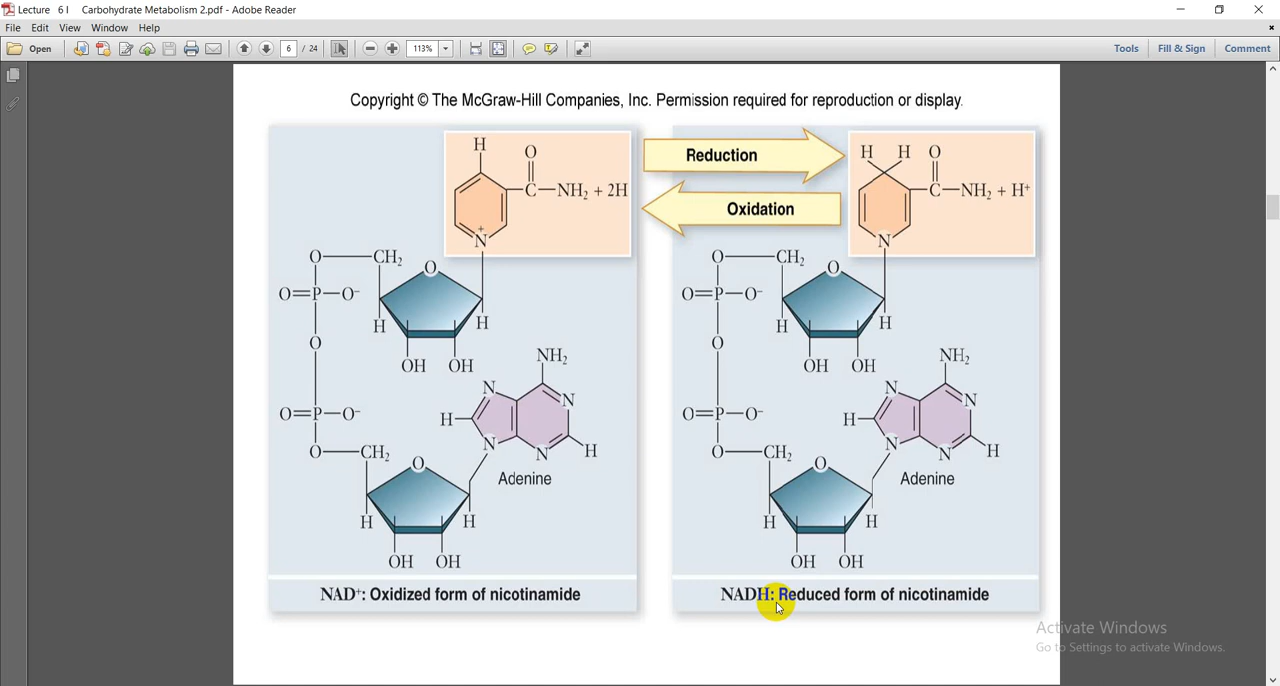 Lecture 6 I Carbohydrate Metabolism 2.pdf - Adobe Reader
File Edit View Window Help
Open 6 / 24 113% Tools Fill & Sign Comment
Copyright © The McGraw-Hill Companies, Inc. Permission required for reproduction or display.
H O
C—NH₂ + 2H
+
N
Reduction
Oxidation
H H O
C—NH₂ + H⁺
N
O CH₂ O
O=P—O⁻
H H
O
OH OH
NH₂
N N
O=P—O⁻ H
N N H
O CH₂ O
Adenine
H H
OH OH
NAD⁺: Oxidized form of nicotinamide
O CH₂ O
O=P—O⁻
H H
O
OH OH
NH₂
N N
O=P—O⁻ H
N N H
O CH₂ O
Adenine
H H
OH OH
NADH: Reduced form of nicotinamide
Activate Windows
Go to Settings to activate Windows.